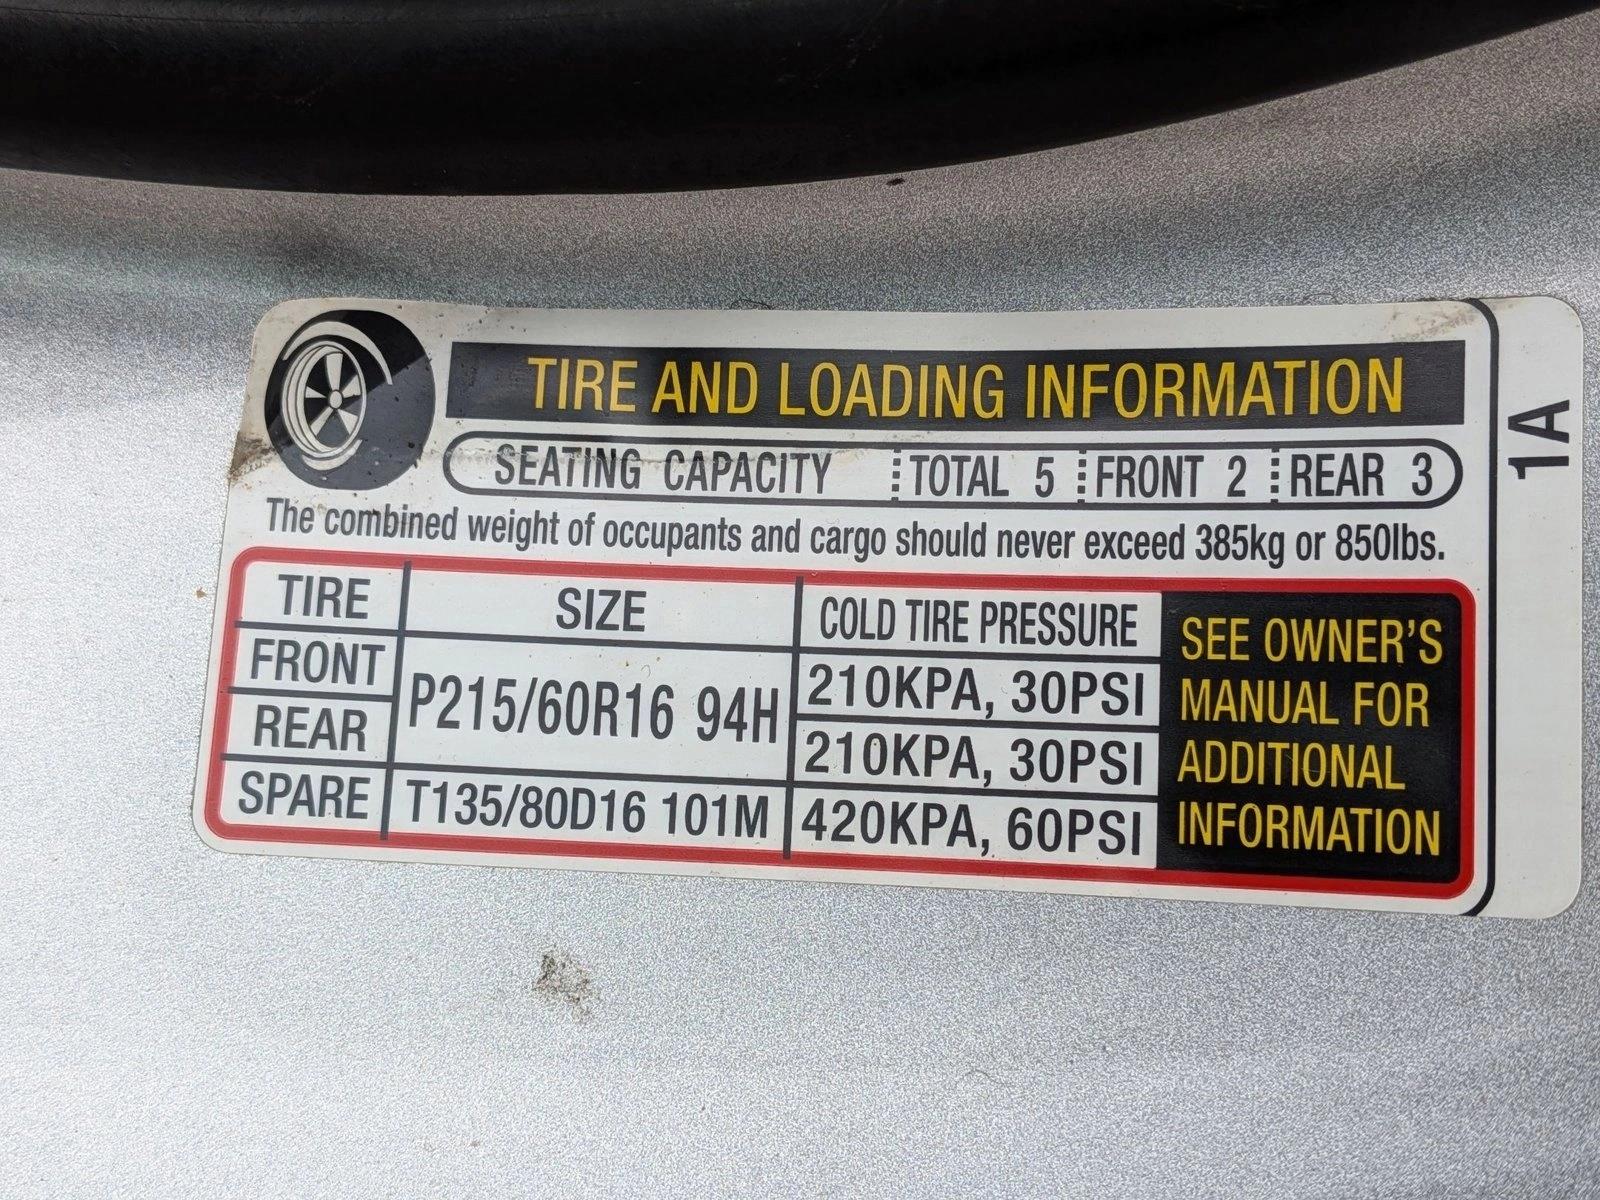 TIRE AND LOADING INFORMATION
SEATING CAPACITY TOTAL 5 FRONT 2 REAR 3
The combined weight of occupants and cargo should never exceed 385kg or 850lbs.
TIRE SIZE COLD TIRE PRESSURE
FRONT P215/60R16 94H 210KPA, 30PSI
REAR 210KPA, 30PSI
SPARE T135/80D16 101M 420KPA, 60PSI
SEE OWNER'S
MANUAL FOR
ADDITIONAL
INFORMATION
1A